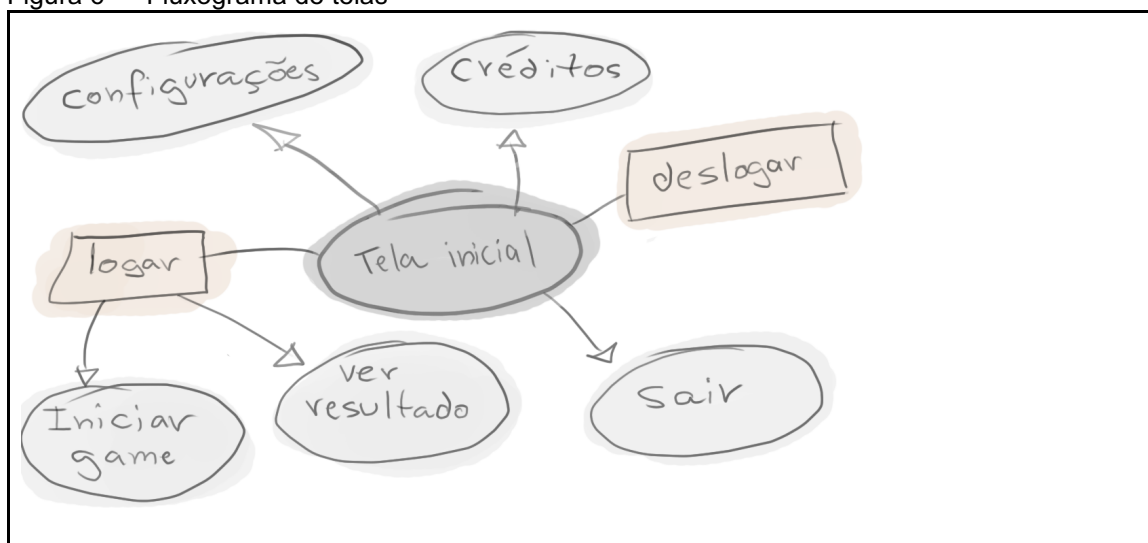 Figura 6 – Fluxograma de telas
configurações
créditos
deslogar
Tela inicial
logar
ver
resultado
Sair
Iniciar
game